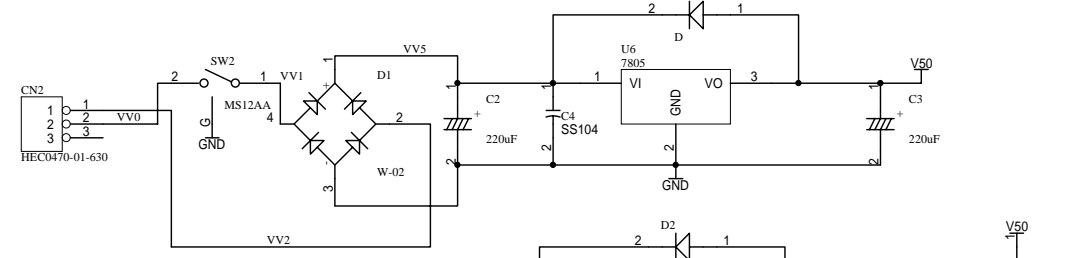 2 1
D
VV5
U6
7805
V50
SW2
2 1 VV1
1
+
D1
1 VI VO 3
CN2
MS12AA
1 1
2 2 VV0
3 3
G
GND
4 2
1
+
C2
220uF
2
C4
SS104
2
GND
2
GND
1
+
C3
220uF
2
HEC0470-01-630
-
3
W-02
VV2
D2
2 1
V50
1